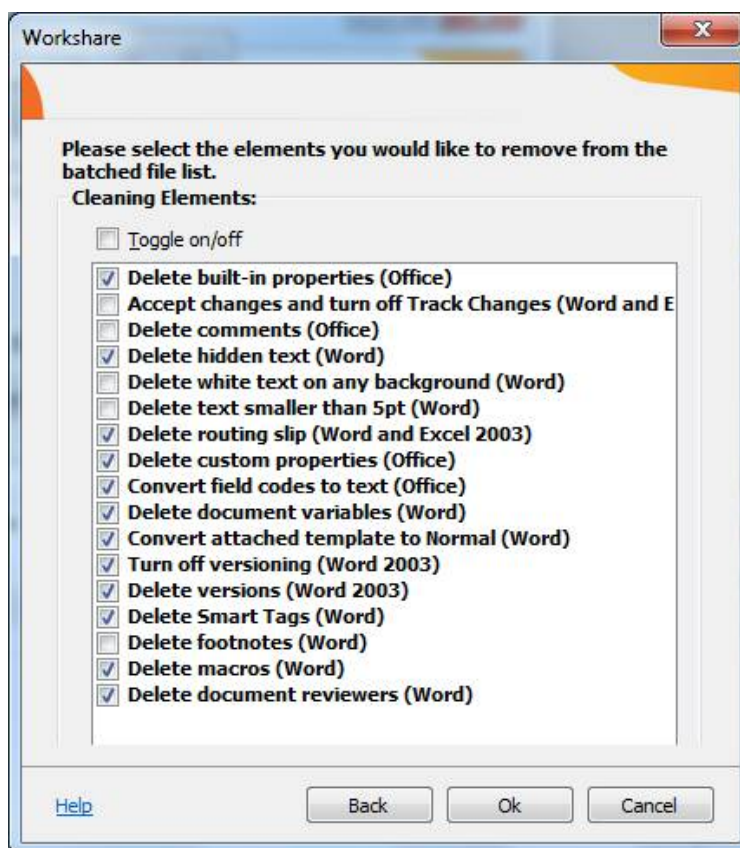 Workshare
Please select the elements you would like to remove from the
batched file list.
Cleaning Elements:
Toggle on/off
Delete built-in properties (Office)
Accept changes and turn off Track Changes (Word and E
Delete comments (Office)
Delete hidden text (Word)
Delete white text on any background (Word)
Delete text smaller than 5pt (Word)
Delete routing slip (Word and Excel 2003)
Delete custom properties (Office)
Convert field codes to text (Office)
Delete document variables (Word)
Convert attached template to Normal (Word)
Turn off versioning (Word 2003)
Delete versions (Word 2003)
Delete Smart Tags (Word)
Delete footnotes (Word)
Delete macros (Word)
Delete document reviewers (Word)
Help Back Ok Cancel